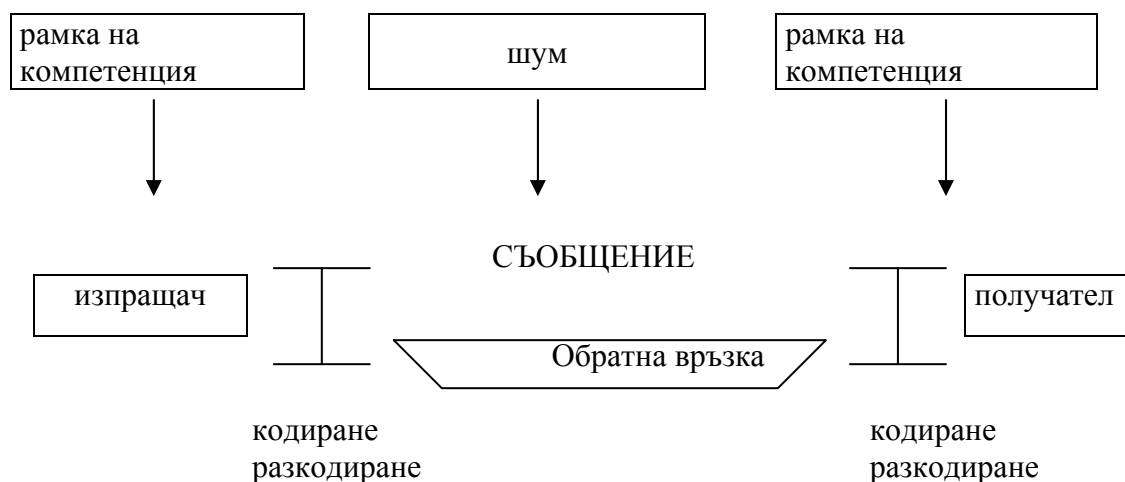 рамка на
компетенция
шум
рамка на
компетенция
СЪОБЩЕНИЕ
изпращач
получател
Обратна връзка
кодиране
разкодиране
кодиране
разкодиране